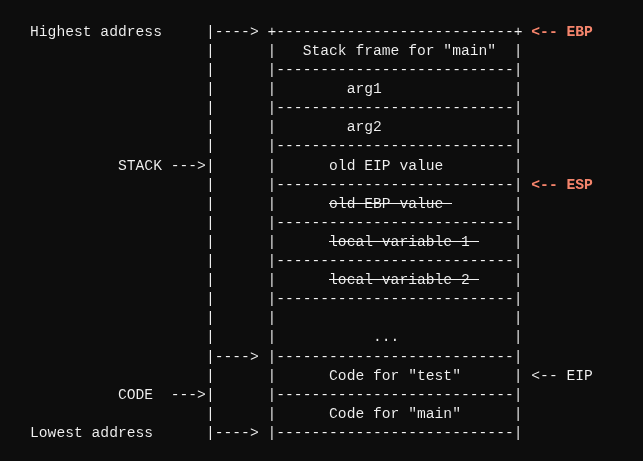 Highest address     |----> +---------------------------+ <-- EBP
                    |      |   Stack frame for "main"  |
                    |      |---------------------------|
                    |      |        arg1               |
                    |      |---------------------------|
                    |      |        arg2               |
                    |      |---------------------------|
          STACK --->|      |      old EIP value        |
                    |      |---------------------------| <-- ESP
                    |      |      old EBP value        |
                    |      |---------------------------|
                    |      |      local variable 1     |
                    |      |---------------------------|
                    |      |      local variable 2     |
                    |      |---------------------------|
                    |      |                           |
                    |      |           ...             |
                    |----> |---------------------------|
                    |      |      Code for "test"      | <-- EIP
          CODE  --->|      |---------------------------|
                    |      |      Code for "main"      |
Lowest address      |----> |---------------------------|